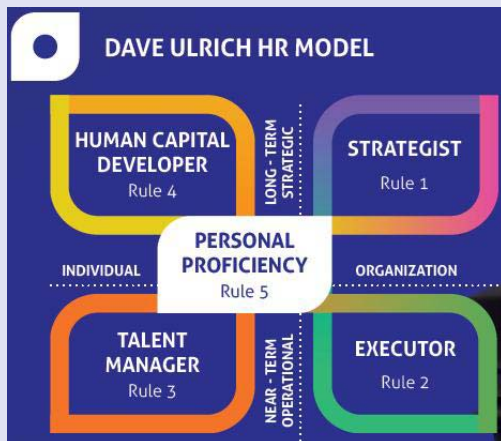 DAVE ULRICH HR MODEL
HUMAN CAPITAL
DEVELOPER
Rule 4
LONG - TERM
STRATEGIC
STRATEGIST
Rule 1
INDIVIDUAL
PERSONAL
PROFICIENCY
Rule 5
ORGANIZATION
TALENT
MANAGER
Rule 3
NEAR - TERM
OPERATIONAL
EXECUTOR
Rule 2